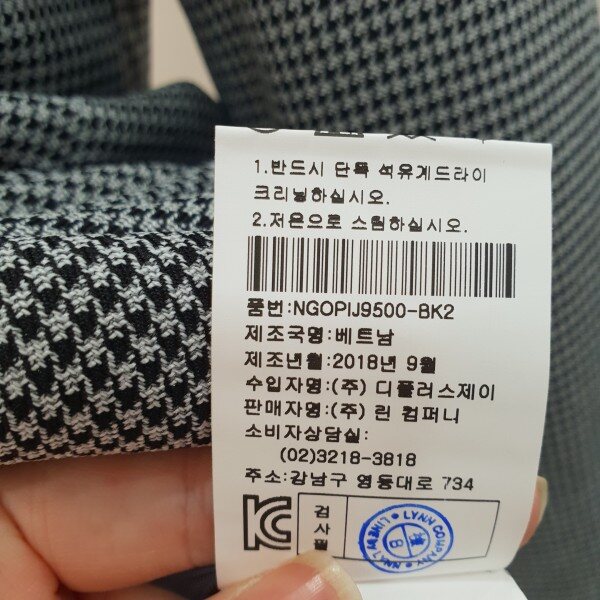 1.반드시 단독 석유계드라이
크리닝하십시오.
2.저온으로 스팀하십시오.
품번:NGOPIJ9500-BK2
제조국명:베트남
제조년월:2018년 9월
수입자명:(주) 디플러스제이
판매자명:(주) 린 컴퍼니
소비자상담실:
(02)3218-3818
주소:강남구 영동대로 734
검사필
LYNN COMPANY
8